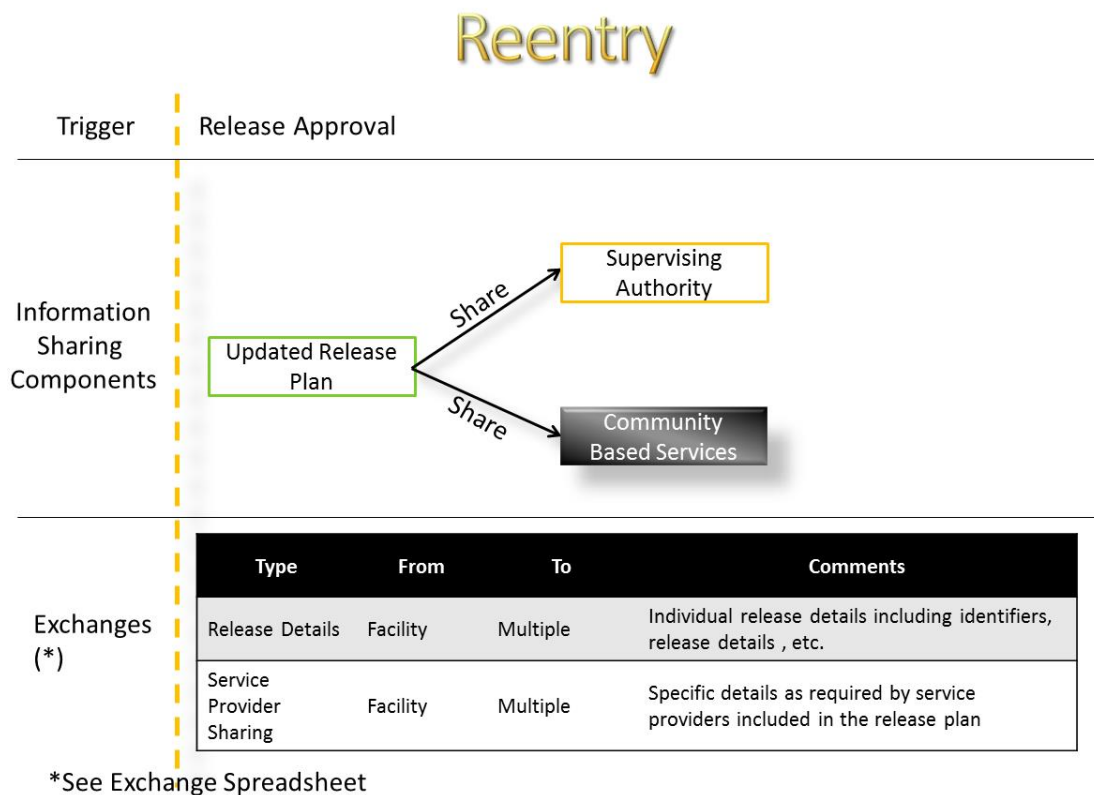 Reentry
Trigger
Release Approval
Information
Sharing
Components
Updated Release
Plan
Share
Share
Supervising
Authority
Community
Based Services
Exchanges
(*)
Type From To Comments
Release Details Facility Multiple Individual release details including identifiers,
release details , etc.
Service
Provider
Sharing
Facility Multiple Specific details as required by service
providers included in the release plan
*See Exchange Spreadsheet